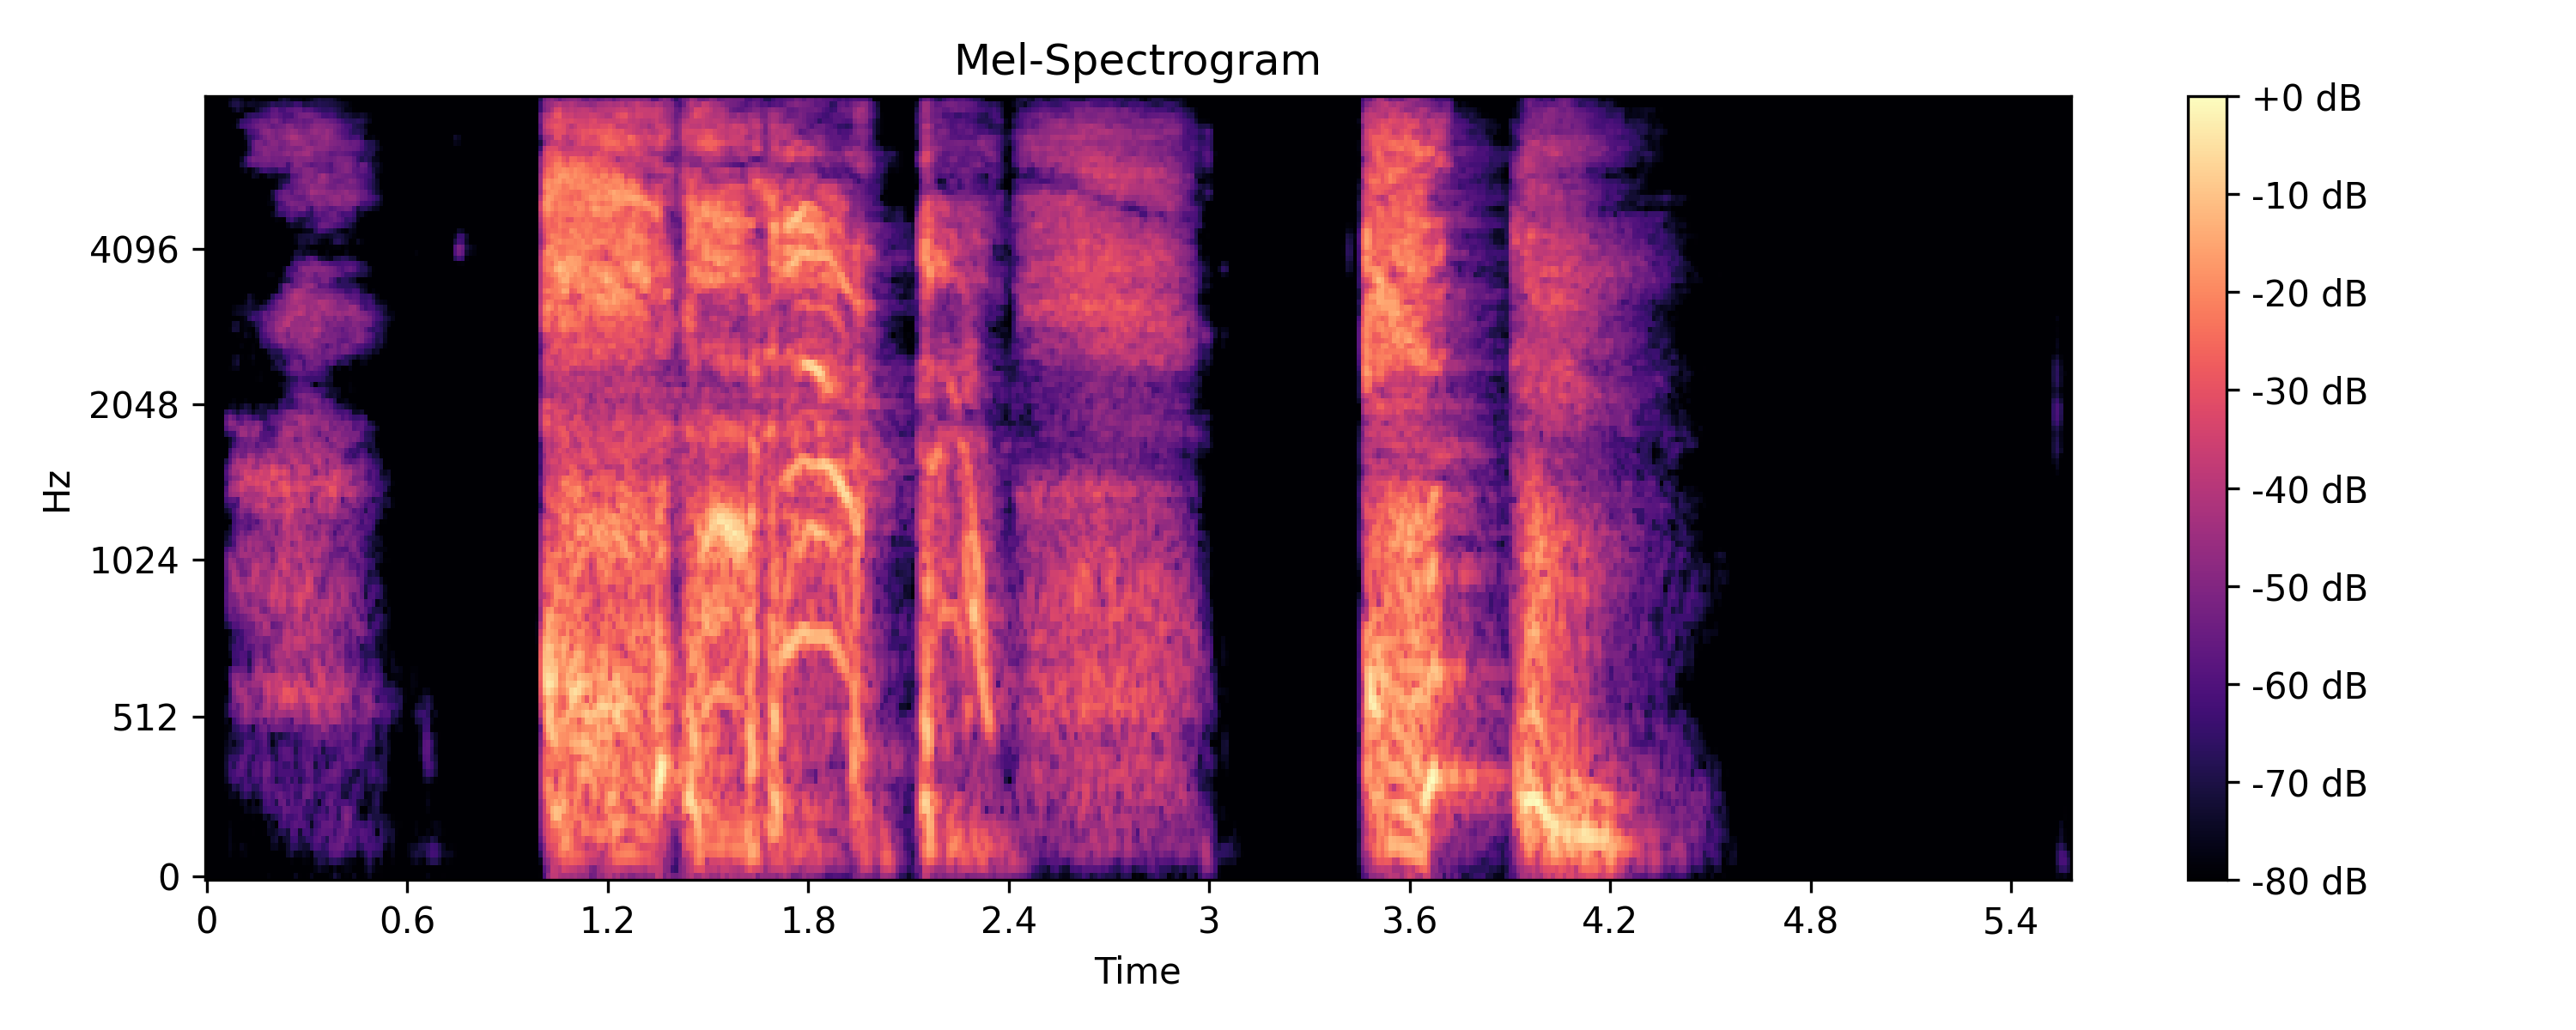 Mel-Spectrogram
+0 dB
-10 dB
-20 dB
-30 dB
-40 dB
-50 dB
-60 dB
-70 dB
-80 dB
Hz
4096
2048
1024
512
0
0 0.6 1.2 1.8 2.4 3 3.6 4.2 4.8 5.4
Time